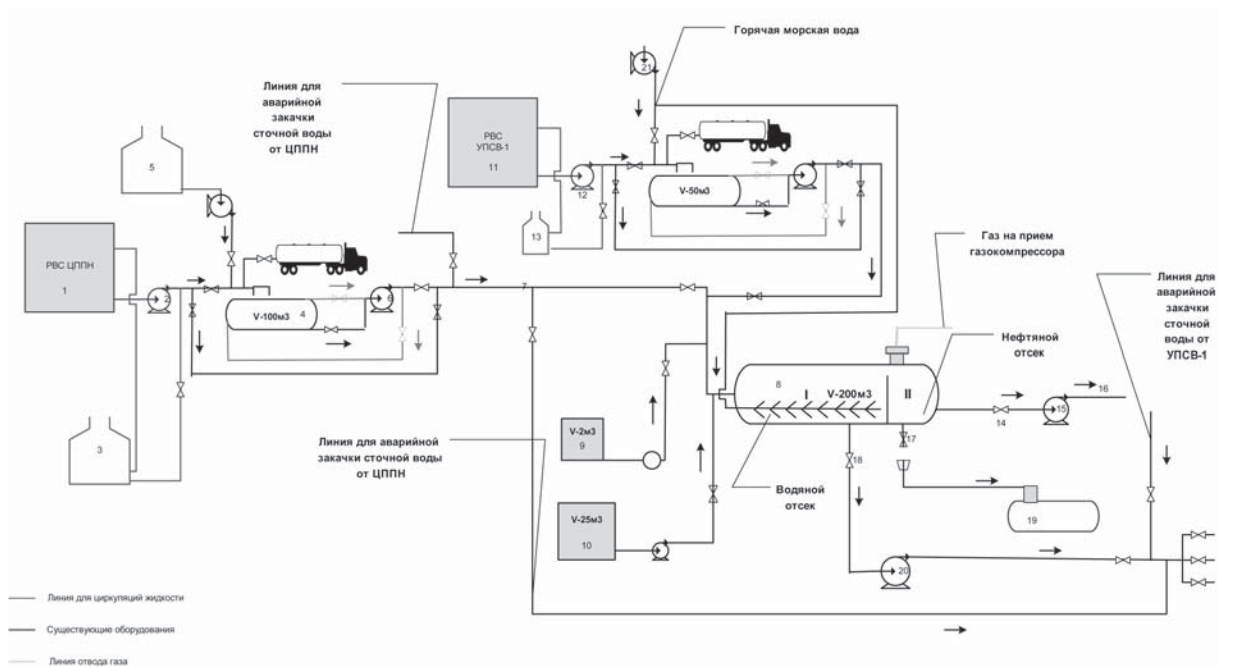 Горячая морская вода
21
Линия для
аварийной
закачки
сточной воды
от ЦППН
РВС
УПСВ-1
11
12
V-50м3
13
5
РВС ЦППН
1
2
V-100м3
4
6
7
3
Газ на прием
газокомпрессора
Линия для
аварийной
закачки
сточной
воды от
УПСВ-1
Нефтяной
отсек
8
I
V-200м3
II
14
15
16
17
18
V-2м3
9
Линия для аварийной
закачки сточной воды
от ЦППН
V-25м3
10
Водяной
отсек
19
20
Линия для циркуляций жидкости
Существующие оборудования
Линия отвода газа